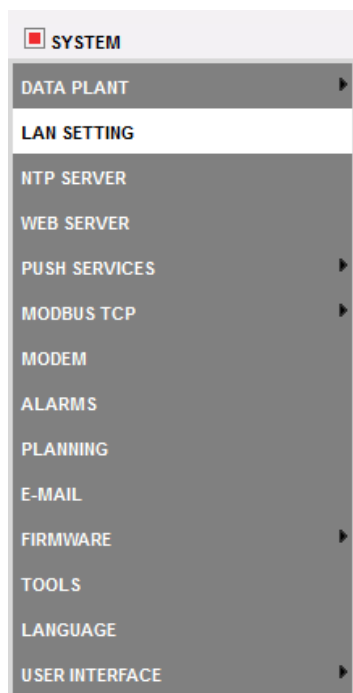 SYSTEM
DATA PLANT
LAN SETTING
NTP SERVER
WEB SERVER
PUSH SERVICES
MODBUS TCP
MODEM
ALARMS
PLANNING
E-MAIL
FIRMWARE
TOOLS
LANGUAGE
USER INTERFACE